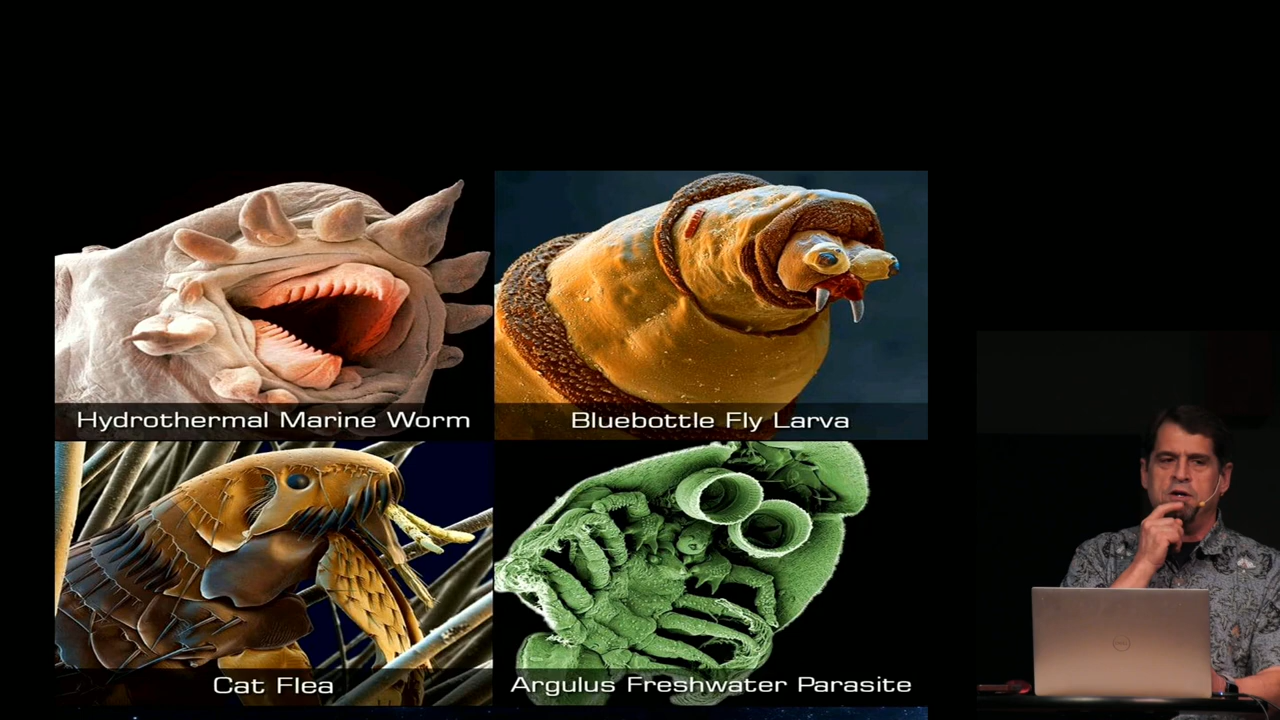 Hydrothermal Marine Worm
Bluebottle Fly Larva
Cat Flea
Argulus Freshwater Parasite